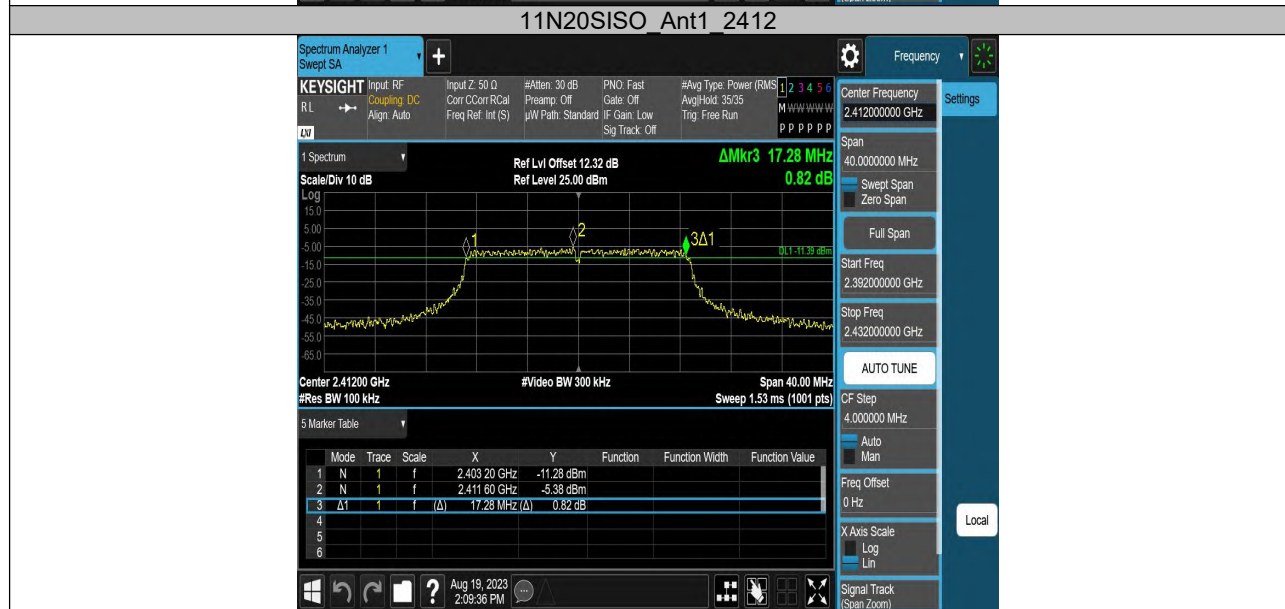 (Span Zoom)
11N20SISO_Ant1_2412
Spectrum Analyzer 1
Swept SA
+
Frequency
KEYSIGHT Input: RF Input Z: 50 Ω #Atten: 30 dB PNO: Fast #Avg Type: Power (RMS 1 2 3 4 5 6
RL Coupling: DC Corr CCorr RCal Preamp: Off Gate: Off Avg|Hold: 35/35 M W W W W W
Align: Auto Freq Ref: Int (S) µW Path: Standard IF Gain: Low Trig: Free Run
LXI Sig Track: Off P P P P P P
Center Frequency
2.412000000 GHz
Settings
Span
40.0000000 MHz
Swept Span
Zero Span
Full Span
Start Freq
2.392000000 GHz
Stop Freq
2.432000000 GHz
AUTO TUNE
CF Step
4.000000 MHz
Auto
Man
Freq Offset
0 Hz
X Axis Scale
Log
Lin
Signal Track
(Span Zoom)
Local
1 Spectrum Ref Lvl Offset 12.32 dB ΔMkr3 17.28 MHz
Scale/Div 10 dB Ref Level 25.00 dBm 0.82 dB
Log
15.0
5.00
-5.00
-15.0
-25.0
-35.0
-45.0
-55.0
-65.0
1 2 3Δ1
DL1 -11.39 dBm
Center 2.41200 GHz #Video BW 300 kHz Span 40.00 MHz
#Res BW 100 kHz Sweep 1.53 ms (1001 pts)
5 Marker Table
Mode Trace Scale X Y Function Function Width Function Value
1 N 1 f 2.403 20 GHz -11.28 dBm
2 N 1 f 2.411 60 GHz -5.38 dBm
3 Δ1 1 f (Δ) 17.28 MHz (Δ) 0.82 dB
4
5
6
? Aug 19, 2023
2:09:36 PM